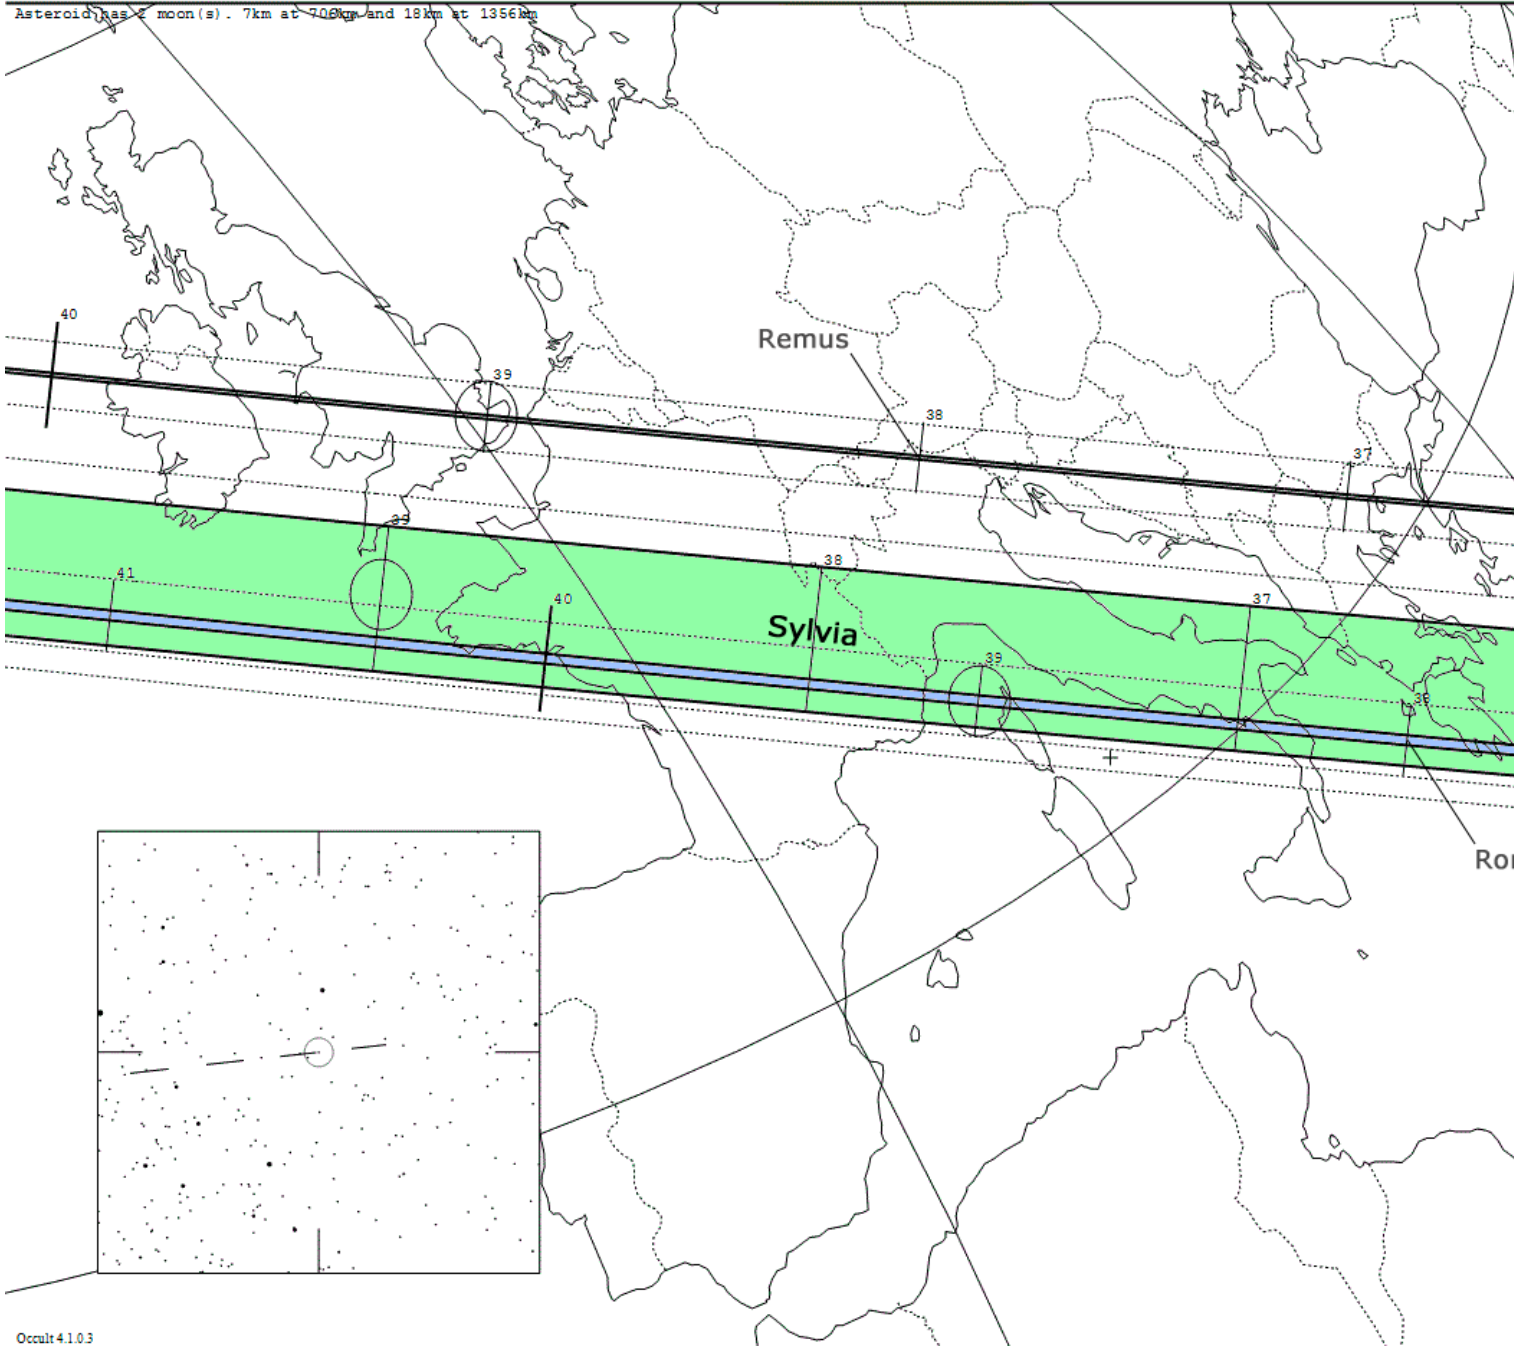 Asteroid has 2 moon(s). 7km at 706km and 18km at 1356km
40
39
38
37
Remus
39
38
37
41
40
39
38
Sylvia
Ro
Occult 4.1.0.3